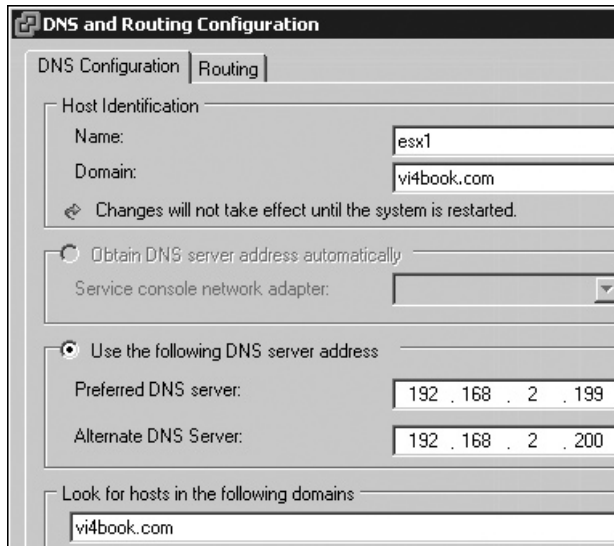 DNS and Routing Configuration
DNS Configuration Routing
Host Identification
Name: esx1
Domain: vi4book.com
Changes will not take effect until the system is restarted.
Obtain DNS server address automatically
Service console network adapter:
Use the following DNS server address
Preferred DNS server: 192 . 168 . 2 . 199
Alternate DNS Server: 192 . 168 . 2 . 200
Look for hosts in the following domains
vi4book.com